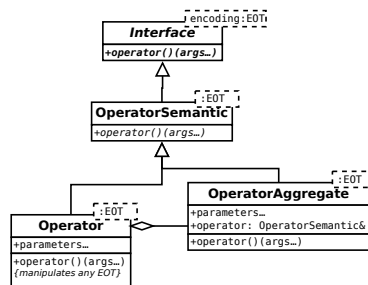 encoding:EOT
Interface
+operator()(args…)
:EOT
OperatorSemantic
+operator()(args…)
:EOT
OperatorAggregate
+parameters…
+operator: OperatorSemantic&
+operator()(args…)
:EOT
Operator
+parameters…
+operator()(args…)
{manipulates any EOT}